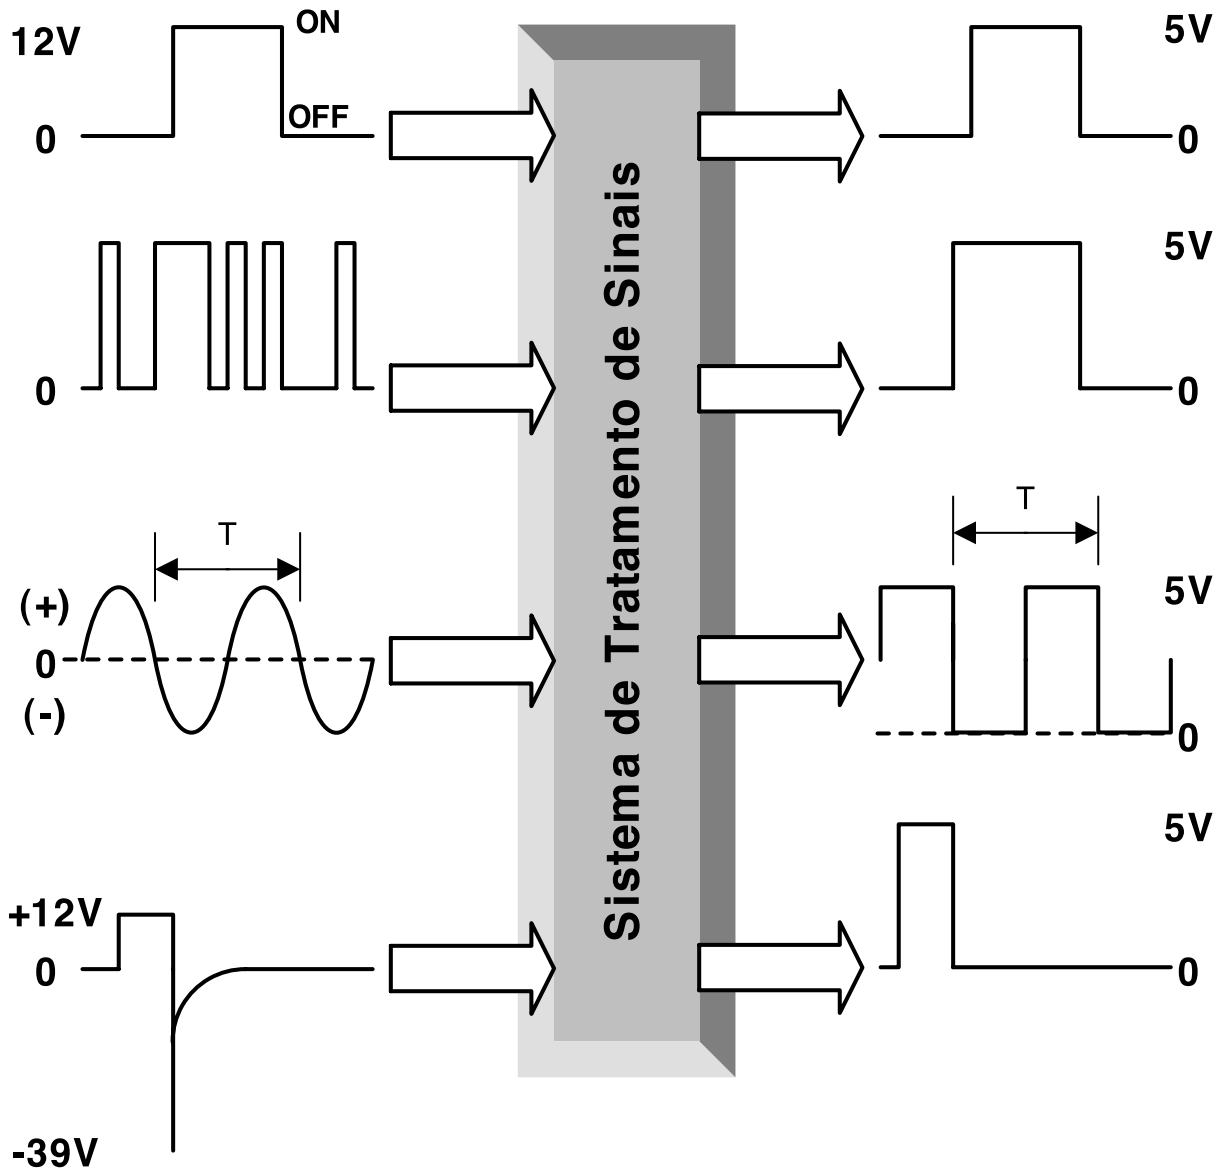 12V
ON
OFF
0
5V
0
0
5V
0
T
(+)
0
(-)
T
5V
0
+12V
0
-39V
5V
0
Sistema de Tratamento de Sinais